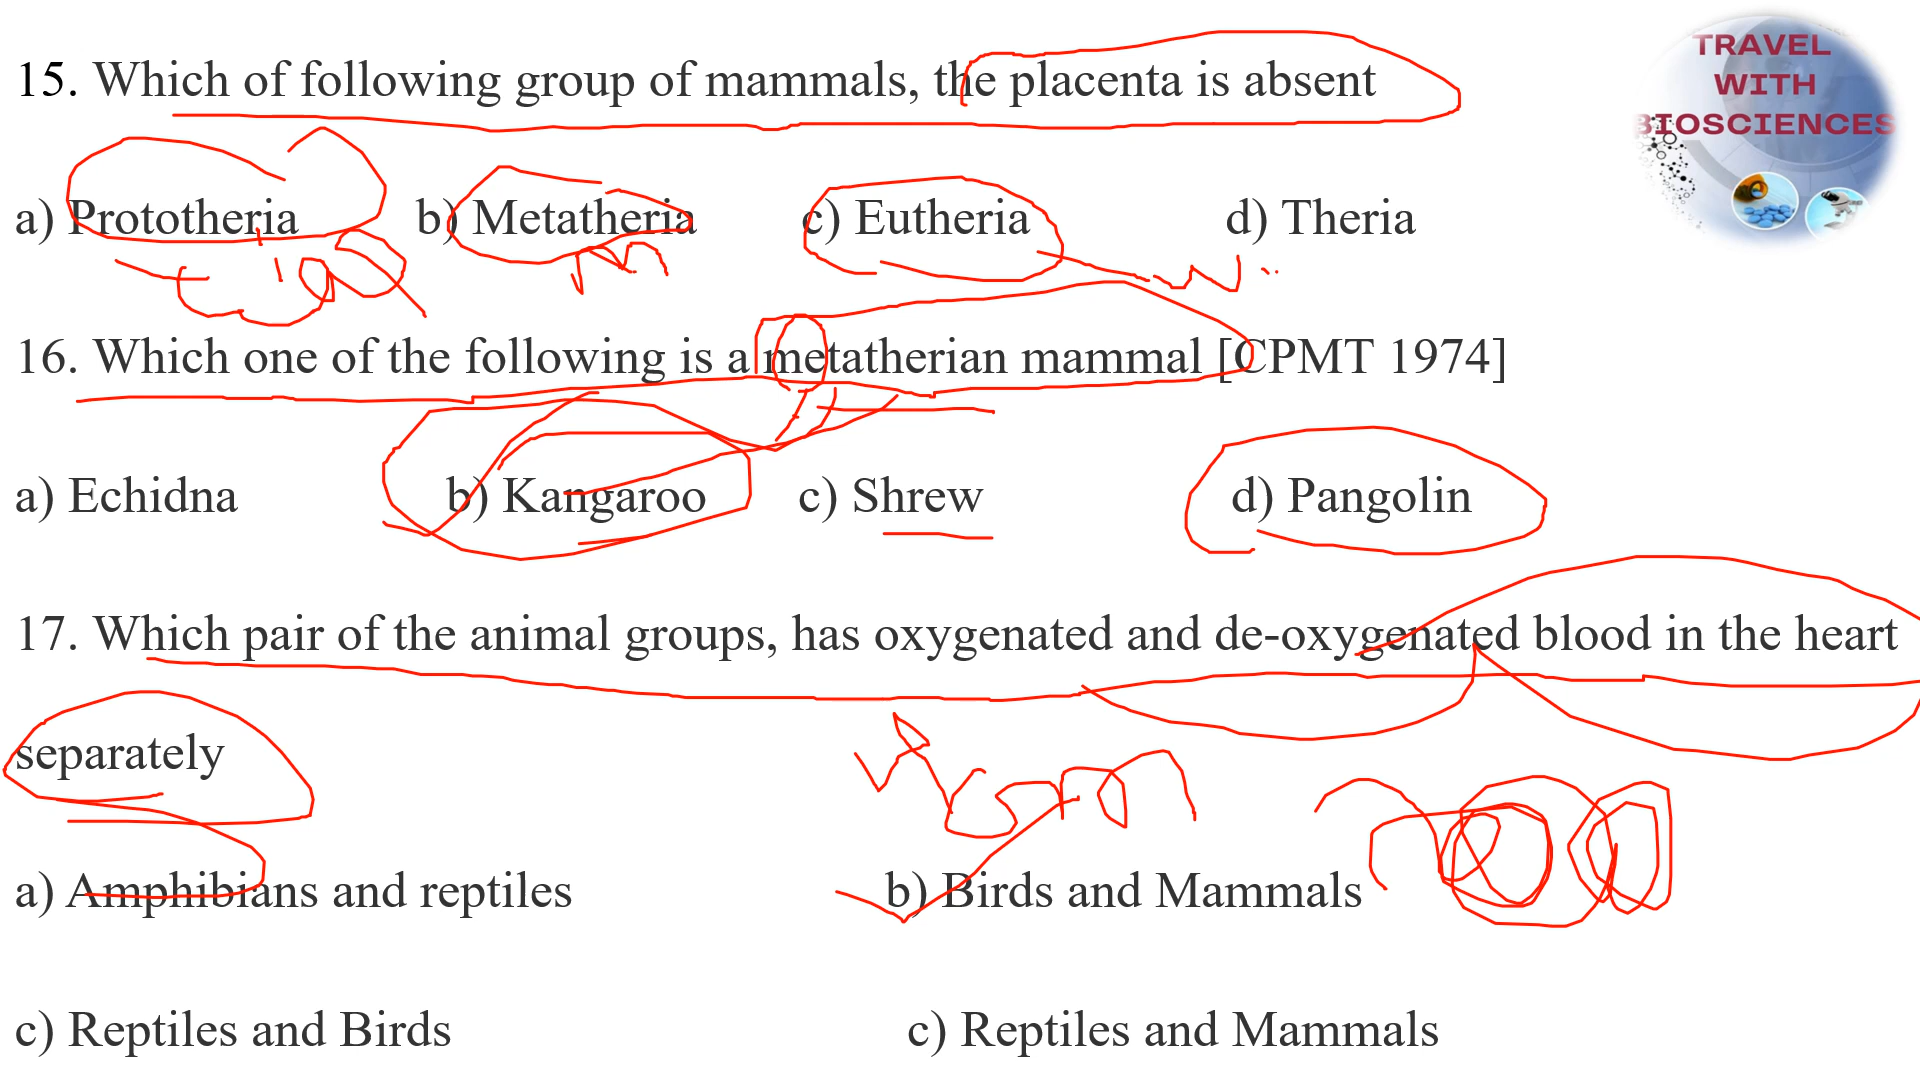 TRAVEL
WITH
BIOSCIENCES
15. Which of following group of mammals, the placenta is absent
a) Prototheria b) Metatheria c) Eutheria d) Theria
16. Which one of the following is a metatherian mammal [CPMT 1974]
a) Echidna b) Kangaroo c) Shrew d) Pangolin
17. Which pair of the animal groups, has oxygenated and de-oxygenated blood in the heart
separately
a) Amphibians and reptiles b) Birds and Mammals
c) Reptiles and Birds c) Reptiles and Mammals